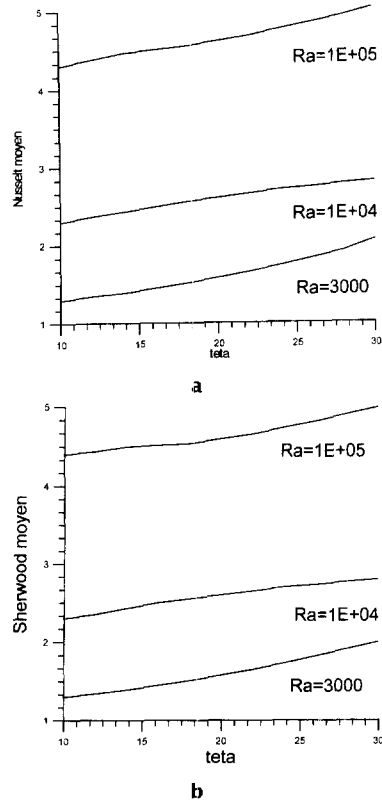 5
Ra=1E+05
4
Nusselt moyen
3
Ra=1E+04
2
Ra=3000
1
10 15 20 25 30
teta
a
5
Ra=1E+05
4
Sherwood moyen
3
Ra=1E+04
2
Ra=3000
1
10 15 20 25 30
teta
b